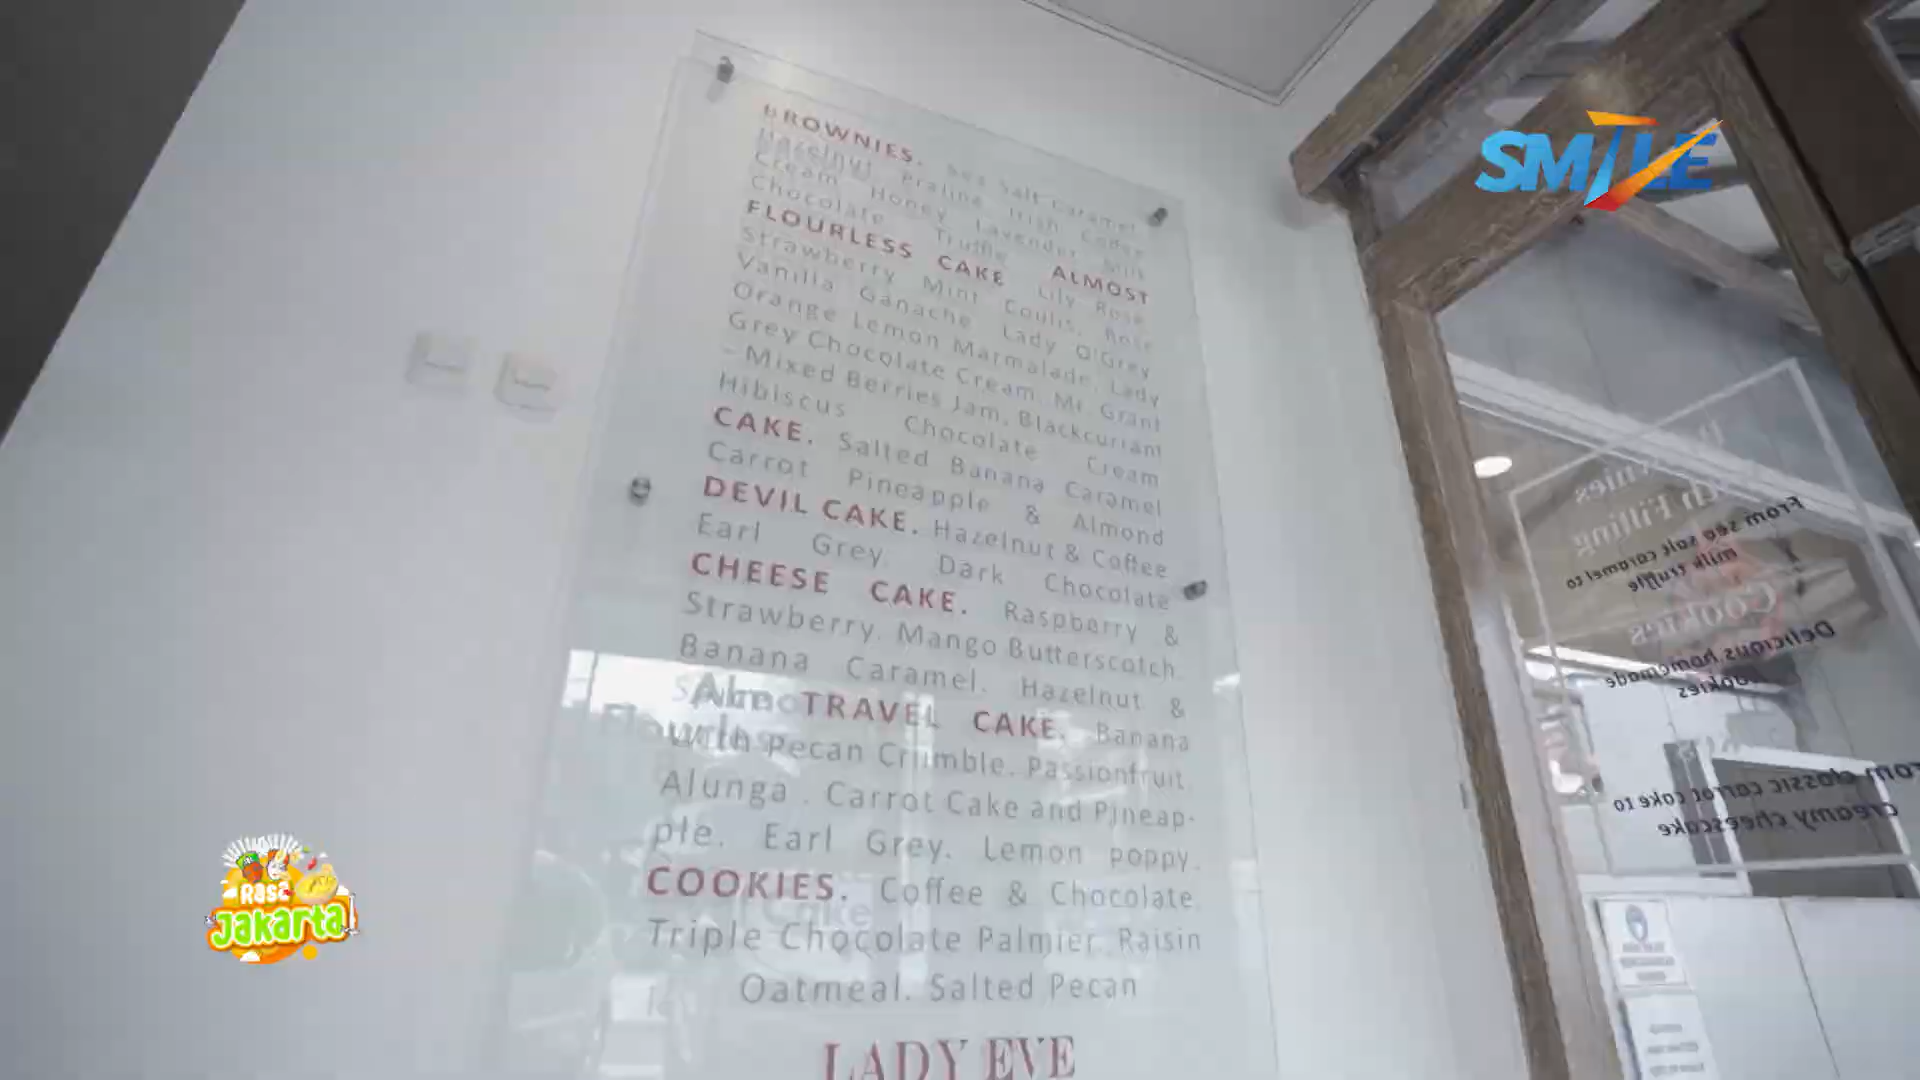 SMILE
BROWNIES. Sea Salt Caramel
Hazelnut Praline Irish Coffee
Cream Honey Lavender Milk
Chocolate Truffle ALMOST
FLOURLESS CAKE Lily Rose
Strawberry Mint Coulis, Rose
Vanilla Ganache Lady O'Grey
Orange Lemon Marmalade, Lady
Grey Chocolate Cream, Mr. Grant
- Mixed Berries Jam, Blackcurrant
Hibiscus Chocolate Cream
CAKE. Salted Banana Caramel
Carrot Pineapple & Almond
DEVIL CAKE. Hazelnut & Coffee
Earl Grey. Dark Chocolate
CHEESE CAKE. Raspberry &
Strawberry. Mango Butterscotch.
Banana Caramel. Hazelnut &
TRAVEL CAKE. Banana
Pecan Crumble. Passionfruit.
Alunga . Carrot Cake and Pineap-
ple. Earl Grey. Lemon poppy.
COOKIES. Coffee & Chocolate.
Triple Chocolate Palmier. Raisin
Oatmeal. Salted Pecan
LADY EVE
Cake
Filling
From sea salt caramel to
milk truffle
Cookies
Delicious homemade
cookies
From classic carrot cake to
creamy cheesecake
Rasa
Jakarta